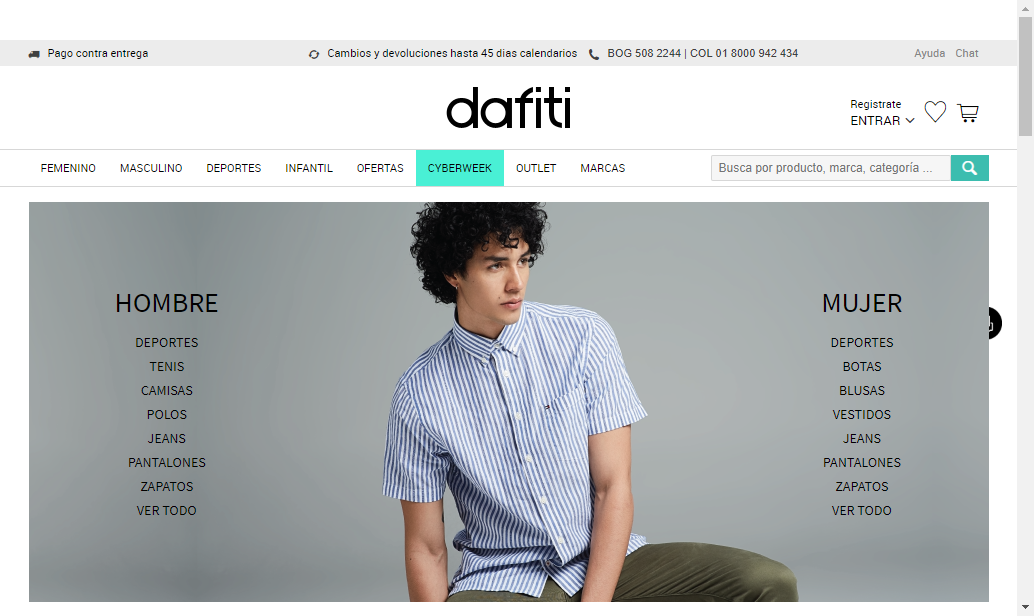 Pago contra entrega
Cambios y devoluciones hasta 45 dias calendarios
BOG 508 2244 | COL 01 8000 942 434
Ayuda
Chat
dafiti
Registrate
ENTRAR
FEMENINO
MASCULINO
DEPORTES
INFANTIL
OFERTAS
CYBERWEEK
OUTLET
MARCAS
Busca por producto, marca, categoría ...
HOMBRE
DEPORTES
TENIS
CAMISAS
POLOS
JEANS
PANTALONES
ZAPATOS
VER TODO
MUJER
DEPORTES
BOTAS
BLUSAS
VESTIDOS
JEANS
PANTALONES
ZAPATOS
VER TODO